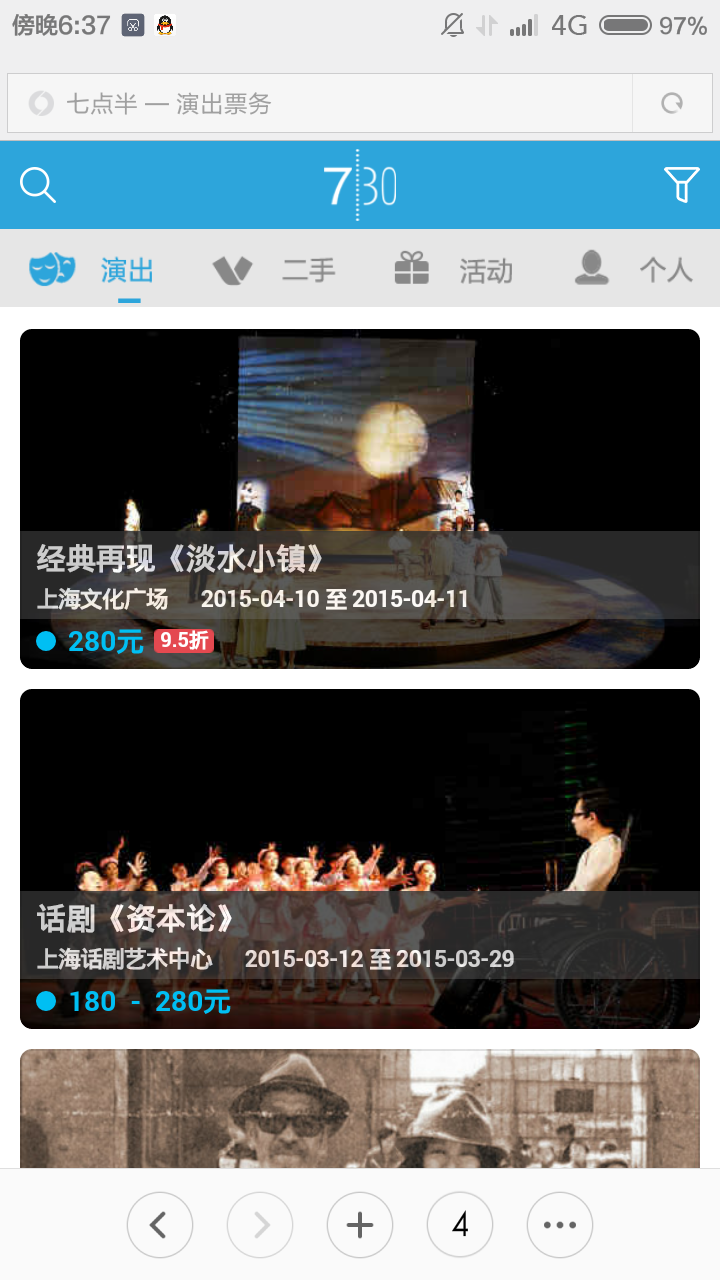 傍晚6:37 4G 97%
七点半 — 演出票务
7 30
演出 二手 活动 个人
经典再现《淡水小镇》
上海文化广场 2015-04-10 至 2015-04-11
280元 9.5折
话剧《资本论》
上海话剧艺术中心 2015-03-12 至 2015-03-29
180 - 280元
4